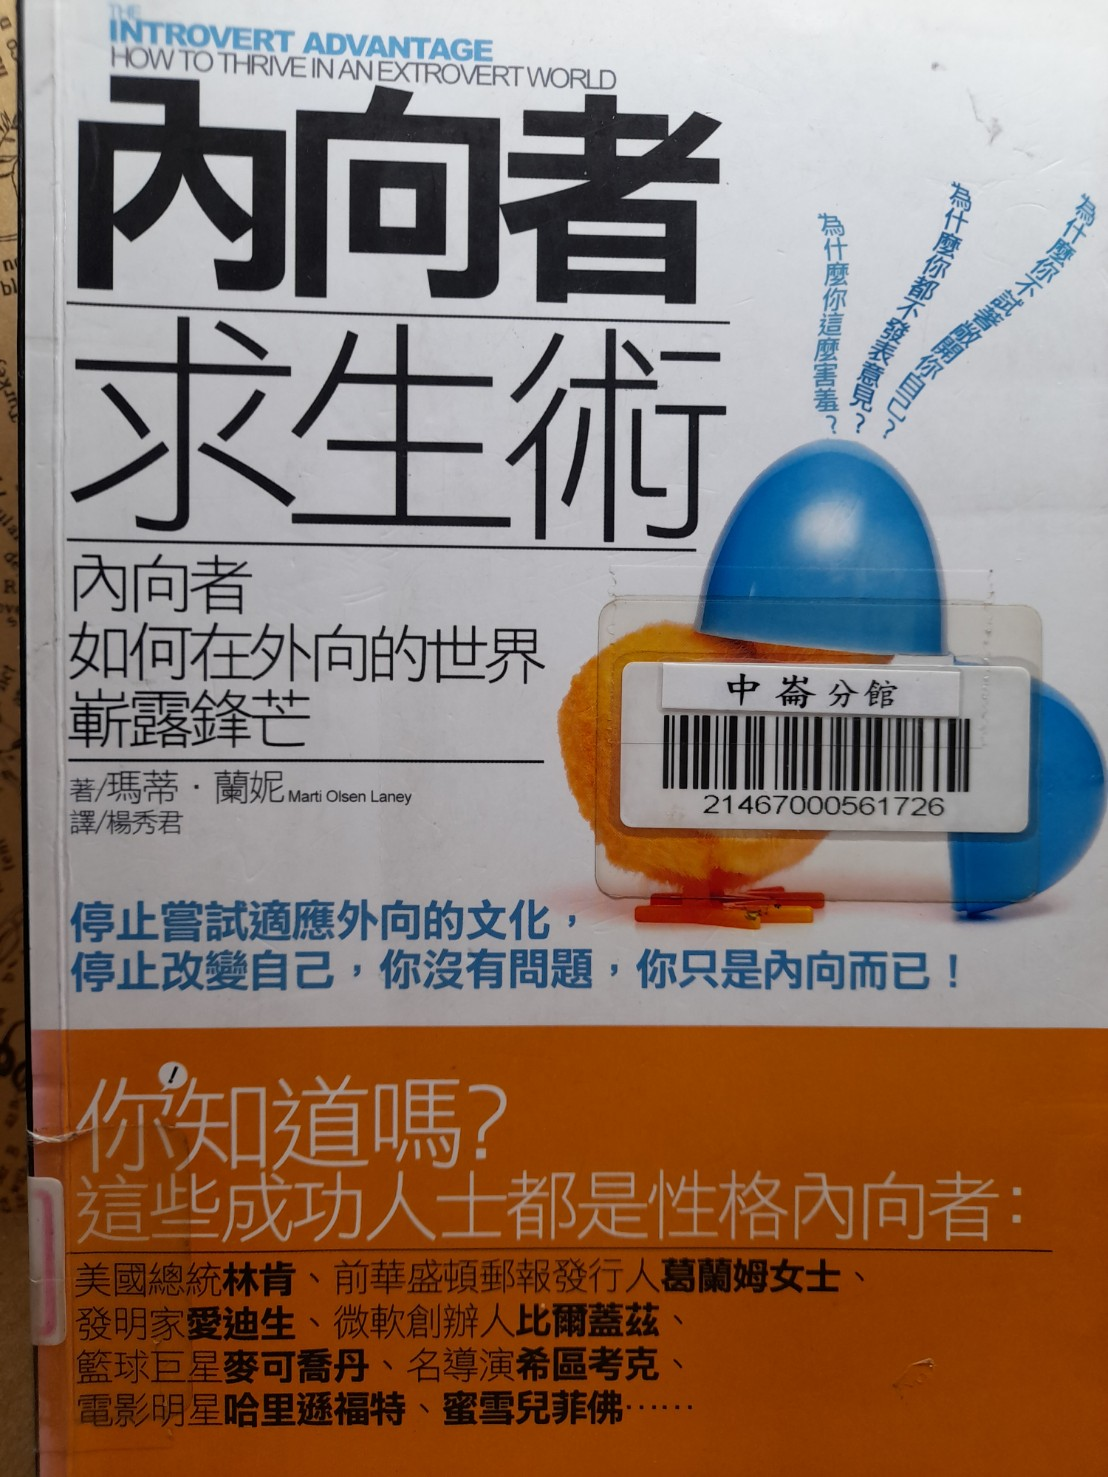 THE
INTROVERT ADVANTAGE
HOW TO THRIVE IN AN EXTROVERT WORLD
內向者
求生術
內向者
如何在外向的世界
嶄露鋒芒
著/瑪蒂·蘭妮 Marti Olsen Laney
譯/楊秀君
為什麼你這麼害羞?
為什麼你都不發表意見?
為什麼你不試著敞開你自己?
中崙分館
21467000561726
停止嘗試適應外向的文化,
停止改變自己,你沒有問題,你只是內向而已!
你知道嗎?
這些成功人士都是性格內向者:
美國總統林肯、前華盛頓郵報發行人葛蘭姆女士、
發明家愛迪生、微軟創辦人比爾蓋茲、
籃球巨星麥可喬丹、名導演希區考克、
電影明星哈里遜福特、蜜雪兒菲佛……